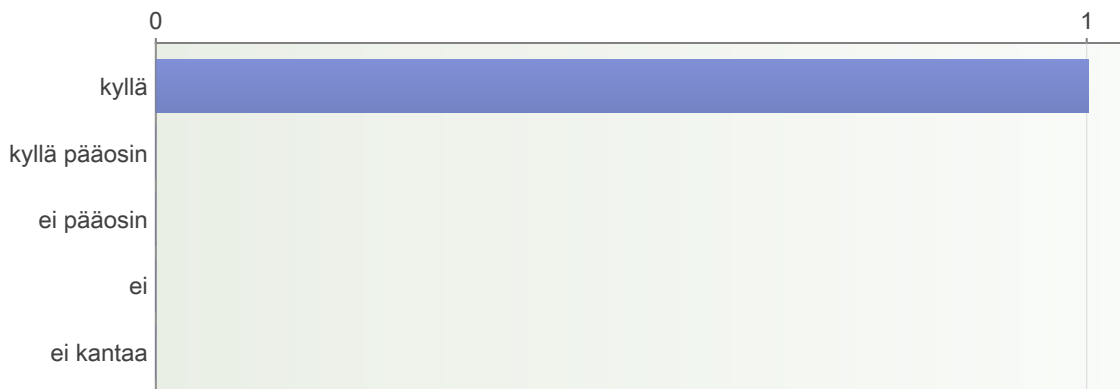 0 1
kyllä
kyllä pääosin
ei pääosin
ei
ei kantaa